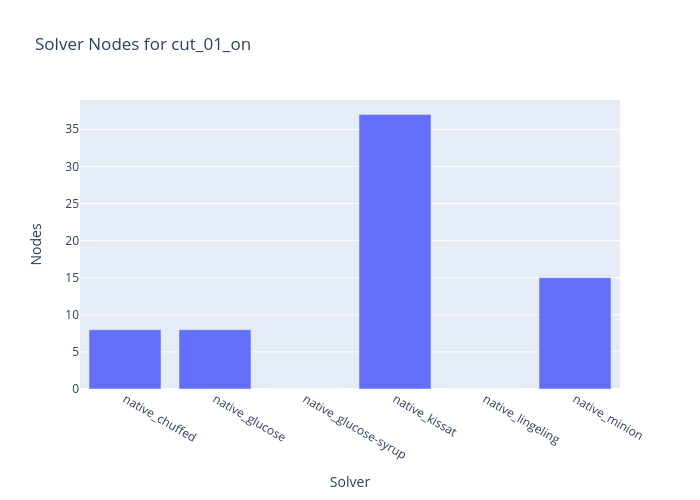 Solver Nodes for cut_01_on
Nodes
35
30
25
20
15
10
5
0
native_chuffed
native_glucose
native_glucose-syrup
native_kissat
native_lingeling
native_minion
Solver